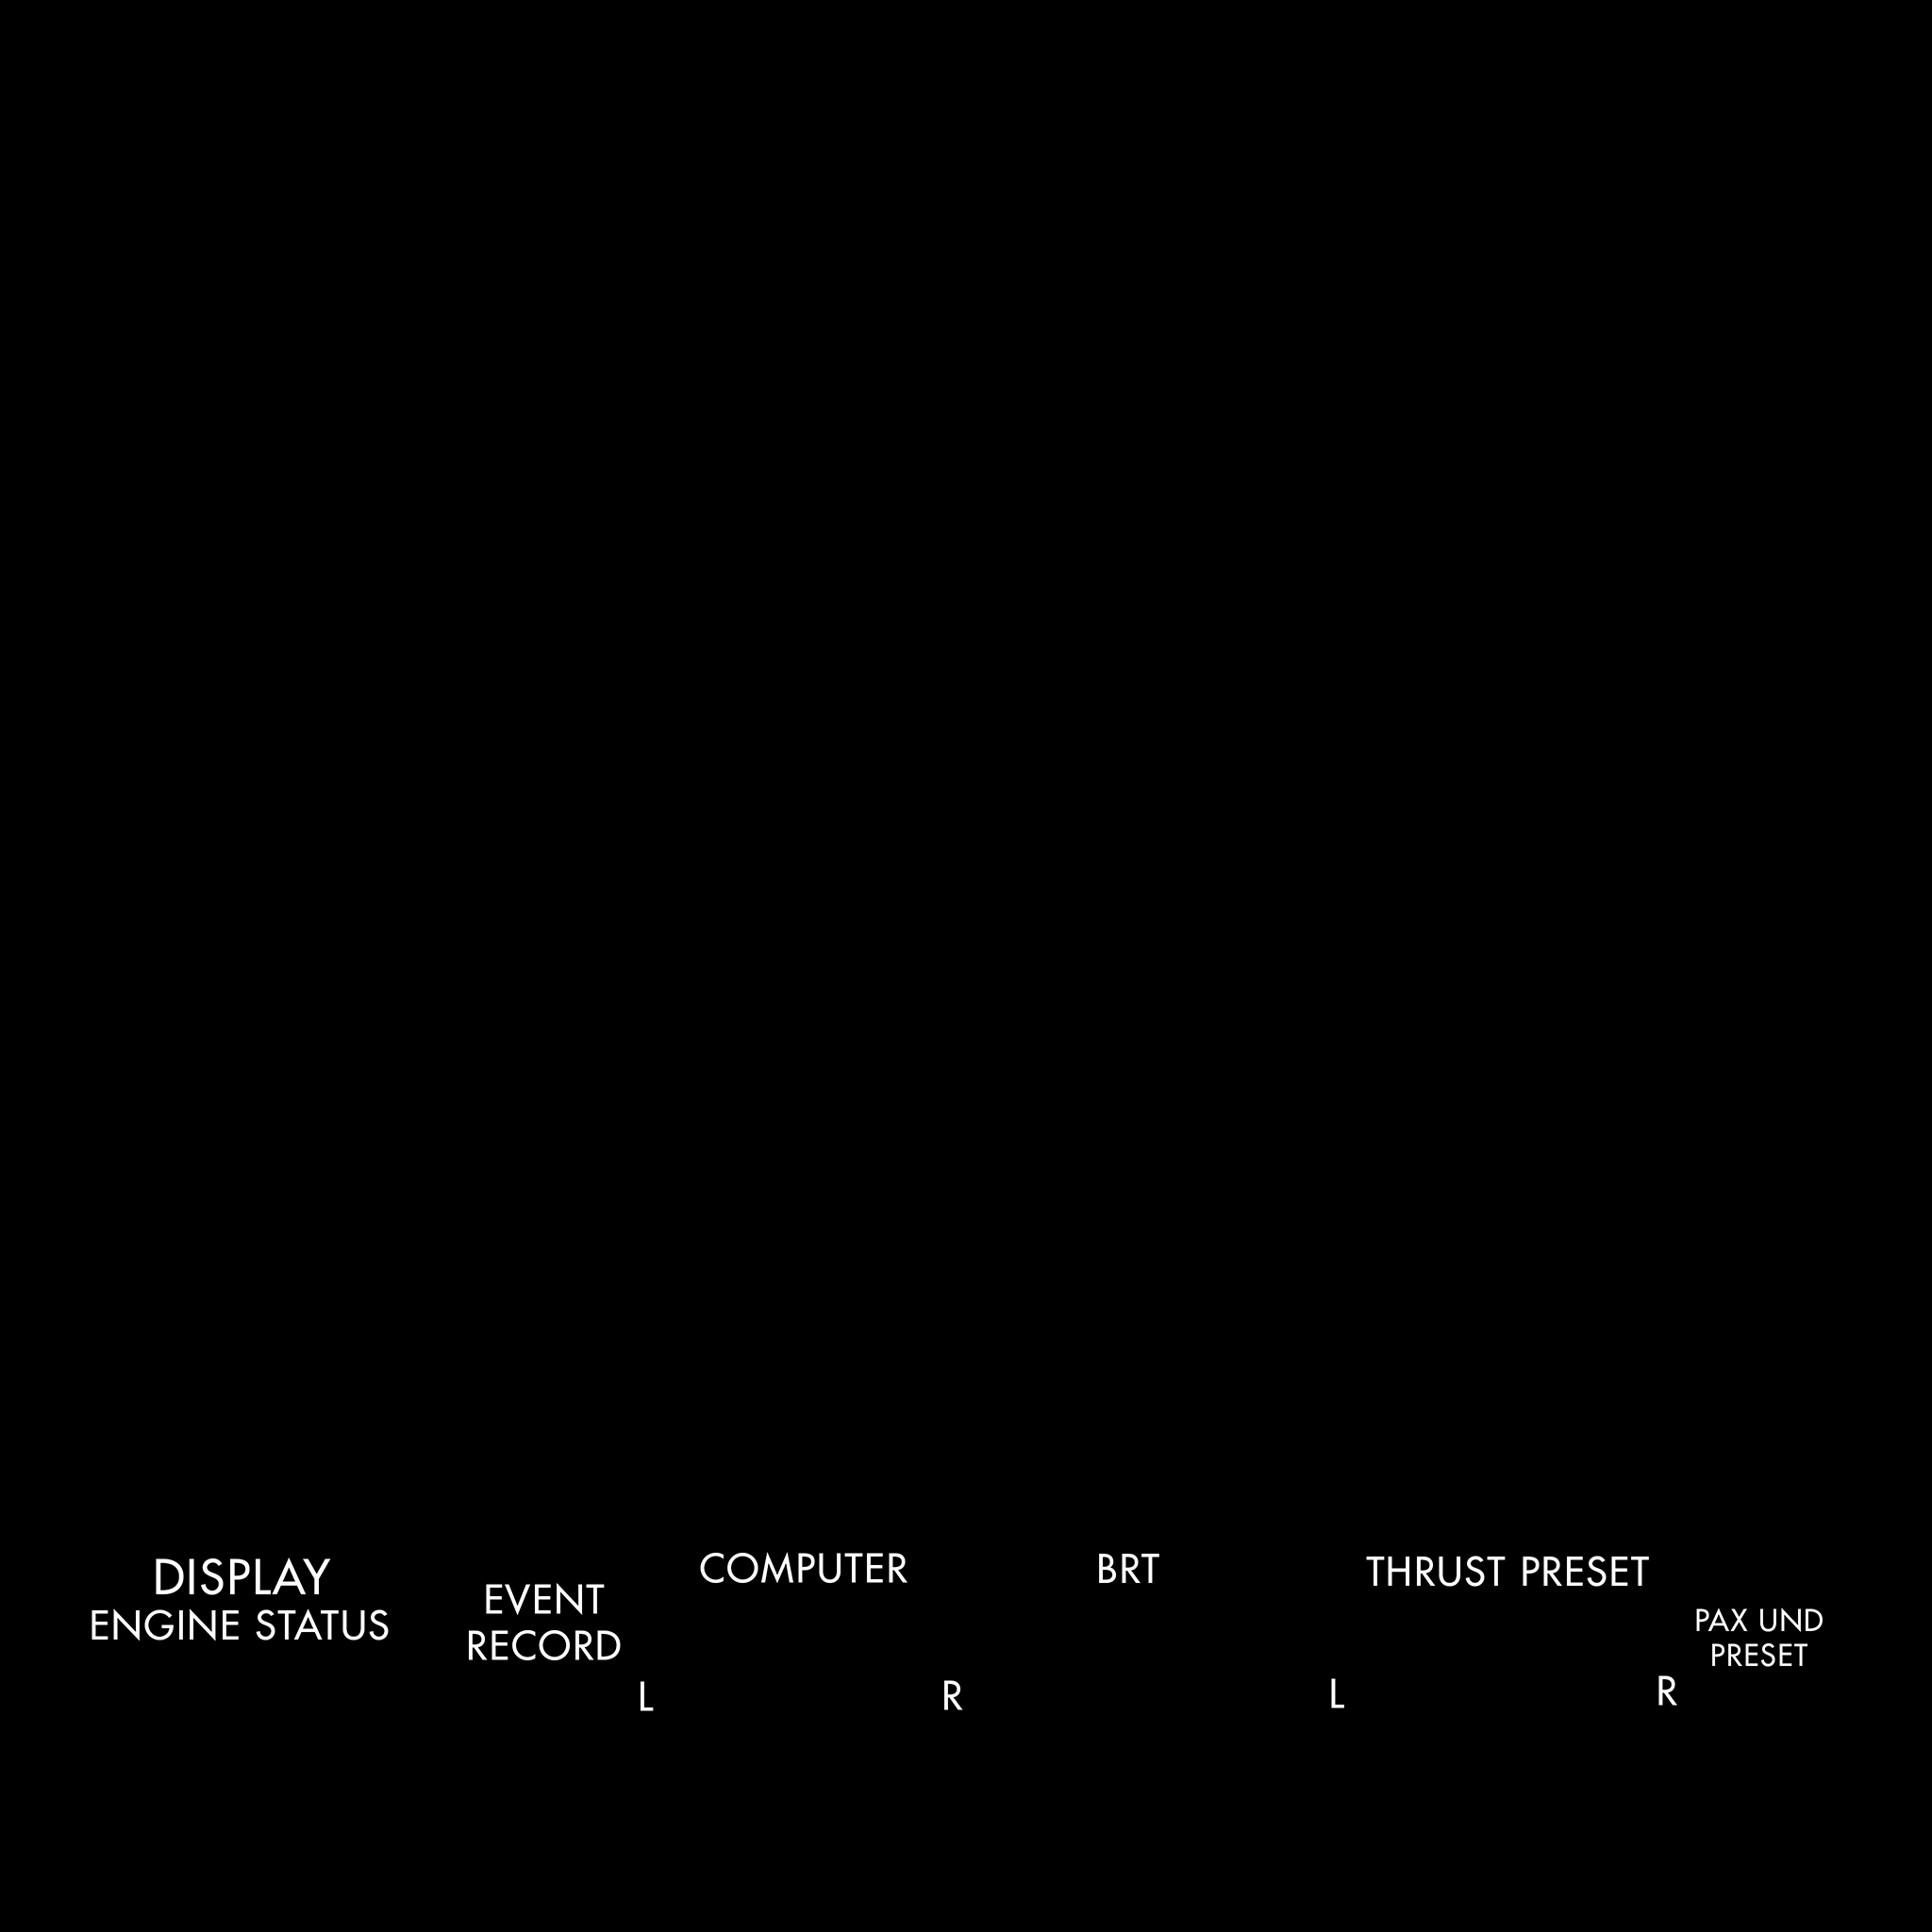 DISPLAY
ENGINE STATUS
EVENT
RECORD
COMPUTER
L R
BRT
THRUST PRESET
L R
PAX UND
PRESET